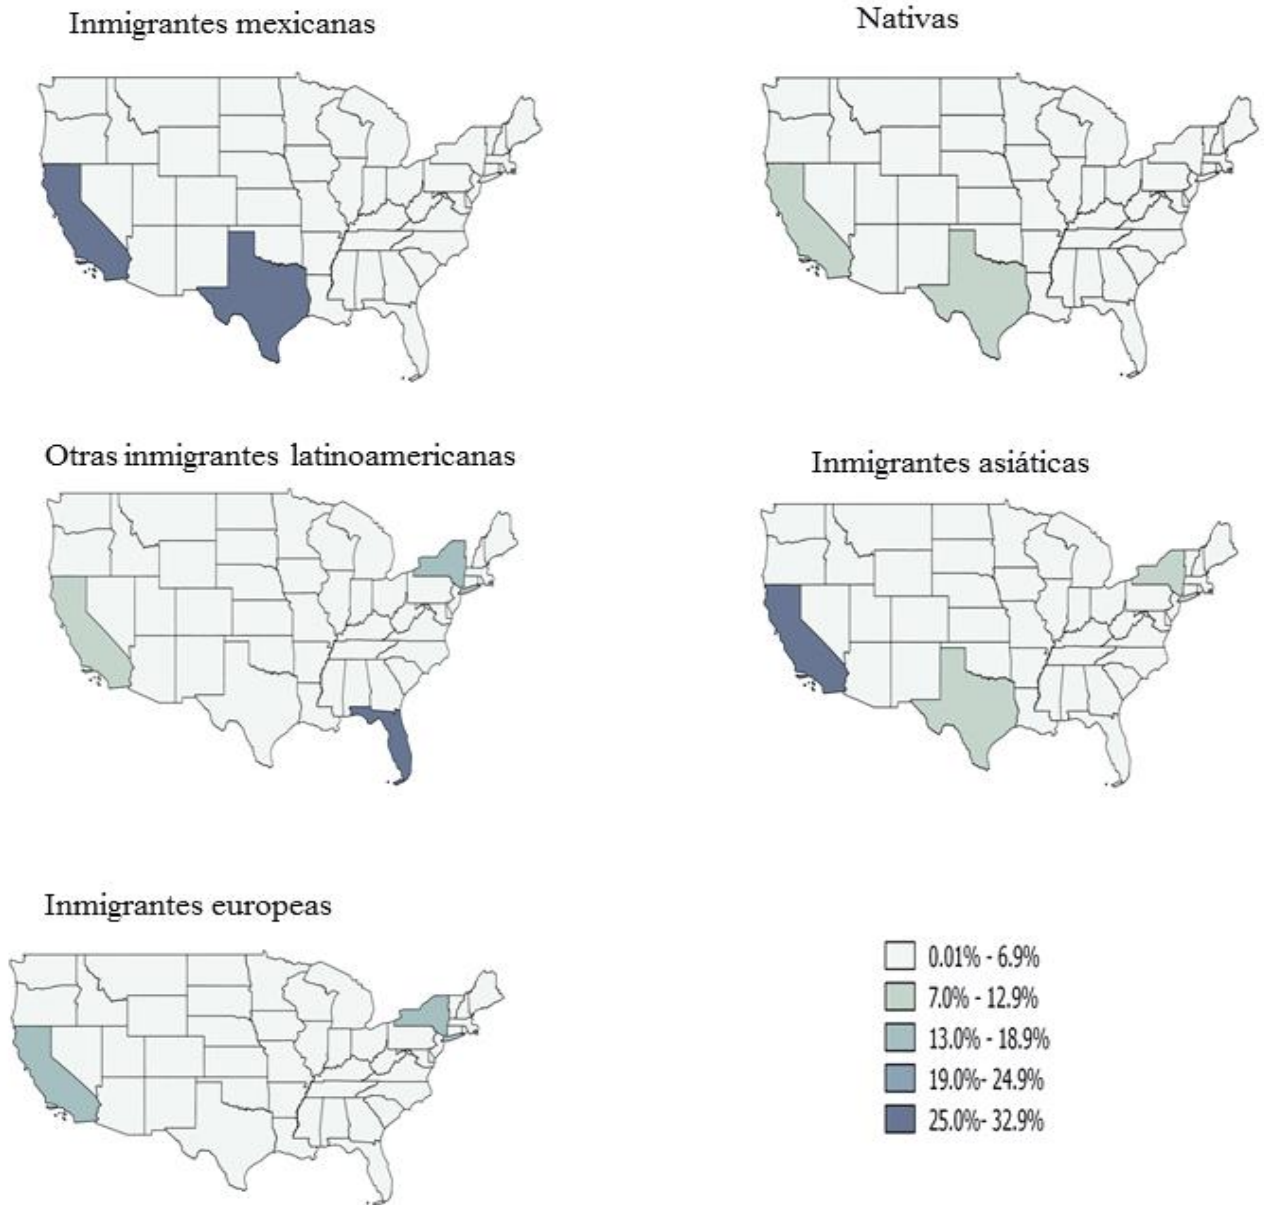 Inmigrantes mexicanas
Nativas
Otras inmigrantes latinoamericanas
Inmigrantes asiáticas
Inmigrantes europeas
0.01% - 6.9%
7.0% - 12.9%
13.0% - 18.9%
19.0%- 24.9%
25.0%- 32.9%